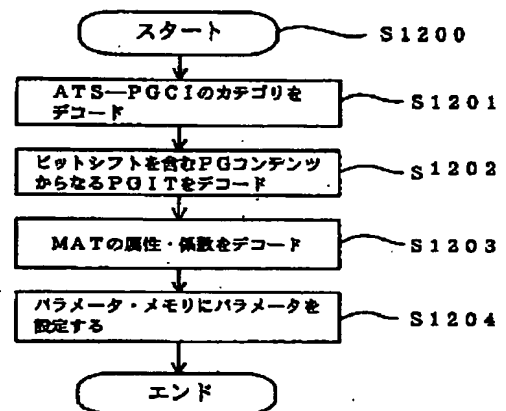 スタート
S1200
ATS—PGCIのカテゴリを
デコード
S1201
ビットシフトを含むPGコンテンツ
からなるPGITをデコード
S1202
MATの属性・係数をデコード
S1203
パラメータ・メモリにパラメータを
設定する
S1204
エンド